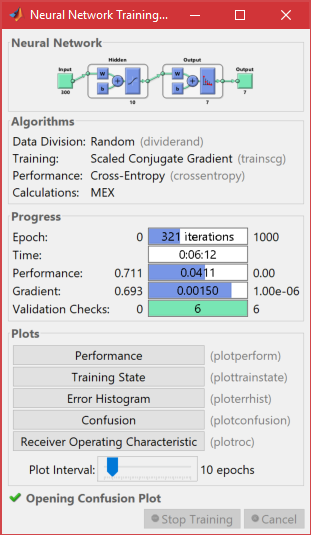 Neural Network Training...
Neural Network
Hidden Output
Input Output
W W
+ +
b b
300 7
10 7
Algorithms
Data Division: Random (dividerand)
Training: Scaled Conjugate Gradient (trainscg)
Performance: Cross-Entropy (crossentropy)
Calculations: MEX
Progress
Epoch: 0 321 iterations 1000
Time: 0:06:12
Performance: 0.711 0.0411 0.00
Gradient: 0.693 0.00150 1.00e-06
Validation Checks: 0 6 6
Plots
Performance (plotperform)
Training State (plottrainstate)
Error Histogram (ploterrhist)
Confusion (plotconfusion)
Receiver Operating Characteristic (plotroc)
Plot Interval: 10 epochs
Opening Confusion Plot
Stop Training Cancel